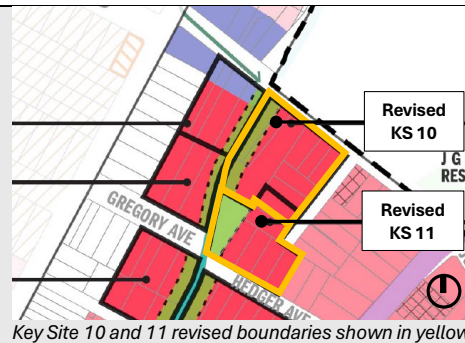 Revised
KS 10
J G
RES
Revised
KS 11
GREGORY AVE
HEDGER AVE
Key Site 10 and 11 revised boundaries shown in yellow